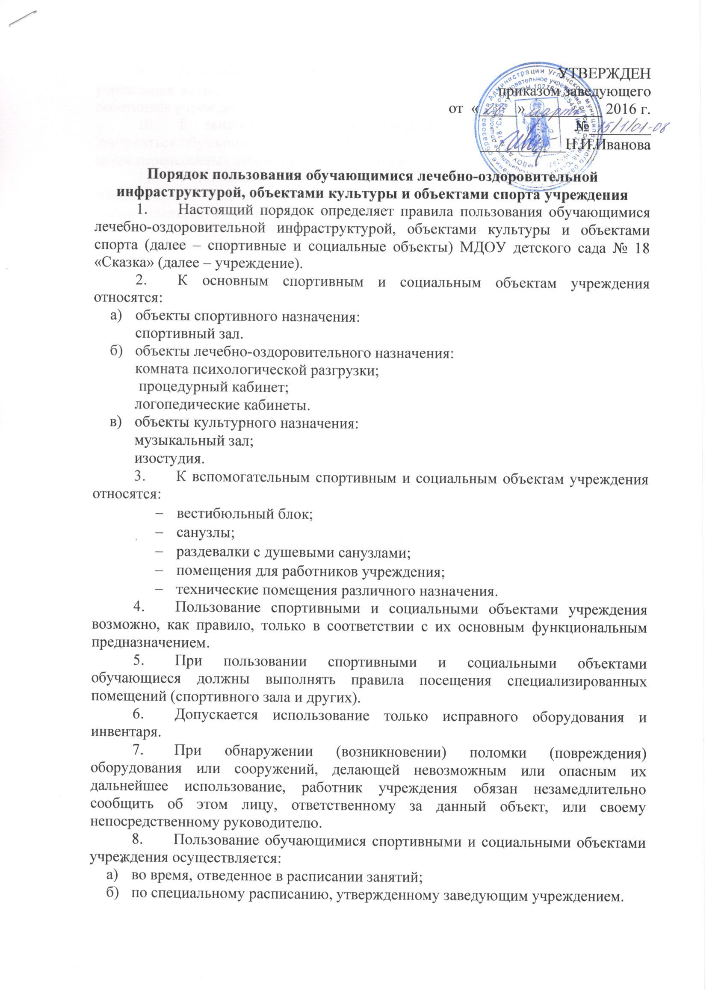 УТВЕРЖДЕН
приказом заведующего
от « » марта 2016 г.
№ 15/1/01-08
Н.И.Иванова
Порядок пользования обучающимися лечебно-оздоровительной
инфраструктурой, объектами культуры и объектами спорта учреждения
1. Настоящий порядок определяет правила пользования обучающимися
лечебно-оздоровительной инфраструктурой, объектами культуры и объектами
спорта (далее – спортивные и социальные объекты) МДОУ детского сада № 18
«Сказка» (далее – учреждение).
2. К основным спортивным и социальным объектам учреждения
относятся:
а) объекты спортивного назначения:
спортивный зал.
б) объекты лечебно-оздоровительного назначения:
комната психологической разгрузки;
процедурный кабинет;
логопедические кабинеты.
в) объекты культурного назначения:
музыкальный зал;
изостудия.
3. К вспомогательным спортивным и социальным объектам учреждения
относятся:
– вестибюльный блок;
– санузлы;
– раздевалки с душевыми санузлами;
– помещения для работников учреждения;
– технические помещения различного назначения.
4. Пользование спортивными и социальными объектами учреждения
возможно, как правило, только в соответствии с их основным функциональным
предназначением.
5. При пользовании спортивными и социальными объектами
обучающиеся должны выполнять правила посещения специализированных
помещений (спортивного зала и других).
6. Допускается использование только исправного оборудования и
инвентаря.
7. При обнаружении (возникновении) поломки (повреждения)
оборудования или сооружений, делающей невозможным или опасным их
дальнейшее использование, работник учреждения обязан незамедлительно
сообщить об этом лицу, ответственному за данный объект, или своему
непосредственному руководителю.
8. Пользование обучающимися спортивными и социальными объектами
учреждения осуществляется:
а) во время, отведенное в расписании занятий;
б) по специальному расписанию, утвержденному заведующим учреждением.